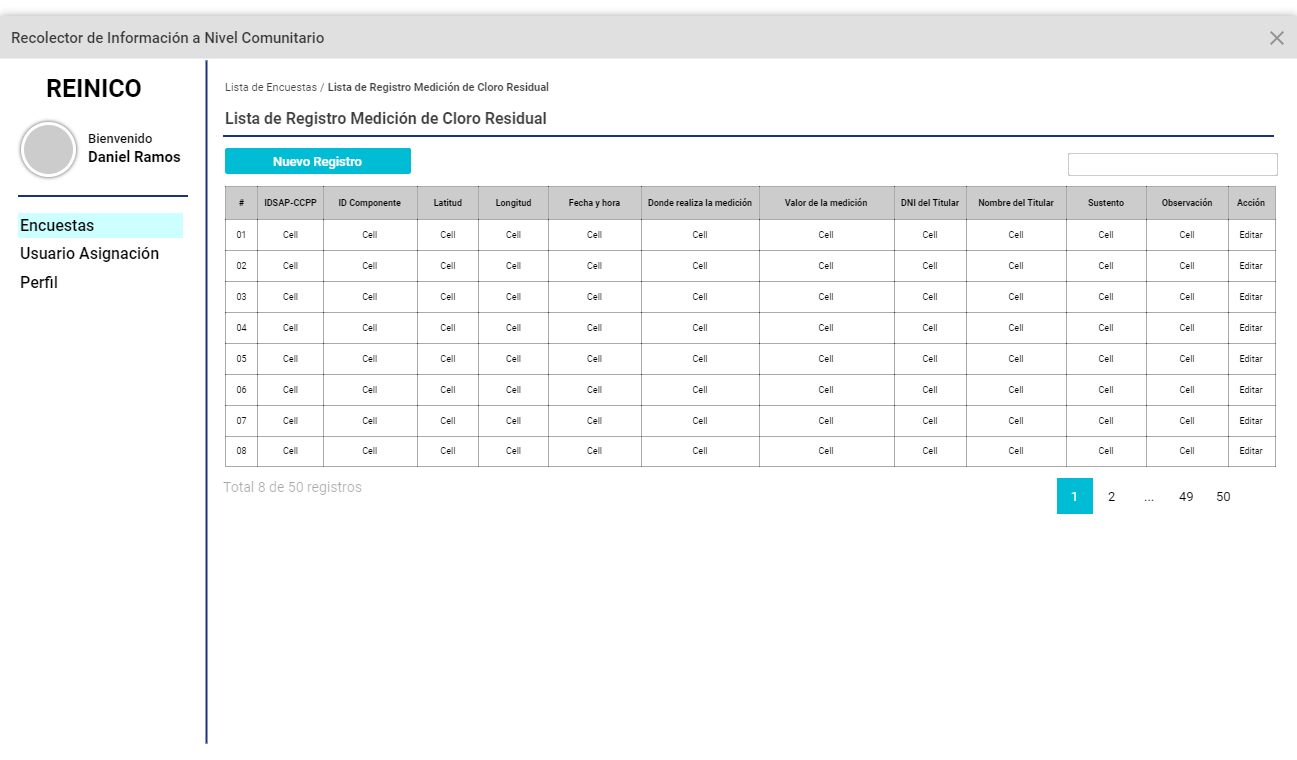 Recolector de Información a Nivel Comunitario
REINICO
Bienvenido
Daniel Ramos
Encuestas
Usuario Asignación
Perfil
Lista de Encuestas / Lista de Registro Medición de Cloro Residual
Lista de Registro Medición de Cloro Residual
Nuevo Registro
# IDSAP-CCPP ID Componente Latitud Longitud Fecha y hora Donde realiza la medición Valor de la medición DNI del Titular Nombre del Titular Sustento Observación Acción
01 Cell Cell Cell Cell Cell Cell Cell Cell Cell Cell Cell Editar
02 Cell Cell Cell Cell Cell Cell Cell Cell Cell Cell Cell Editar
03 Cell Cell Cell Cell Cell Cell Cell Cell Cell Cell Cell Editar
04 Cell Cell Cell Cell Cell Cell Cell Cell Cell Cell Cell Editar
05 Cell Cell Cell Cell Cell Cell Cell Cell Cell Cell Cell Editar
06 Cell Cell Cell Cell Cell Cell Cell Cell Cell Cell Cell Editar
07 Cell Cell Cell Cell Cell Cell Cell Cell Cell Cell Cell Editar
08 Cell Cell Cell Cell Cell Cell Cell Cell Cell Cell Cell Editar
Total 8 de 50 registros
1 2 ... 49 50